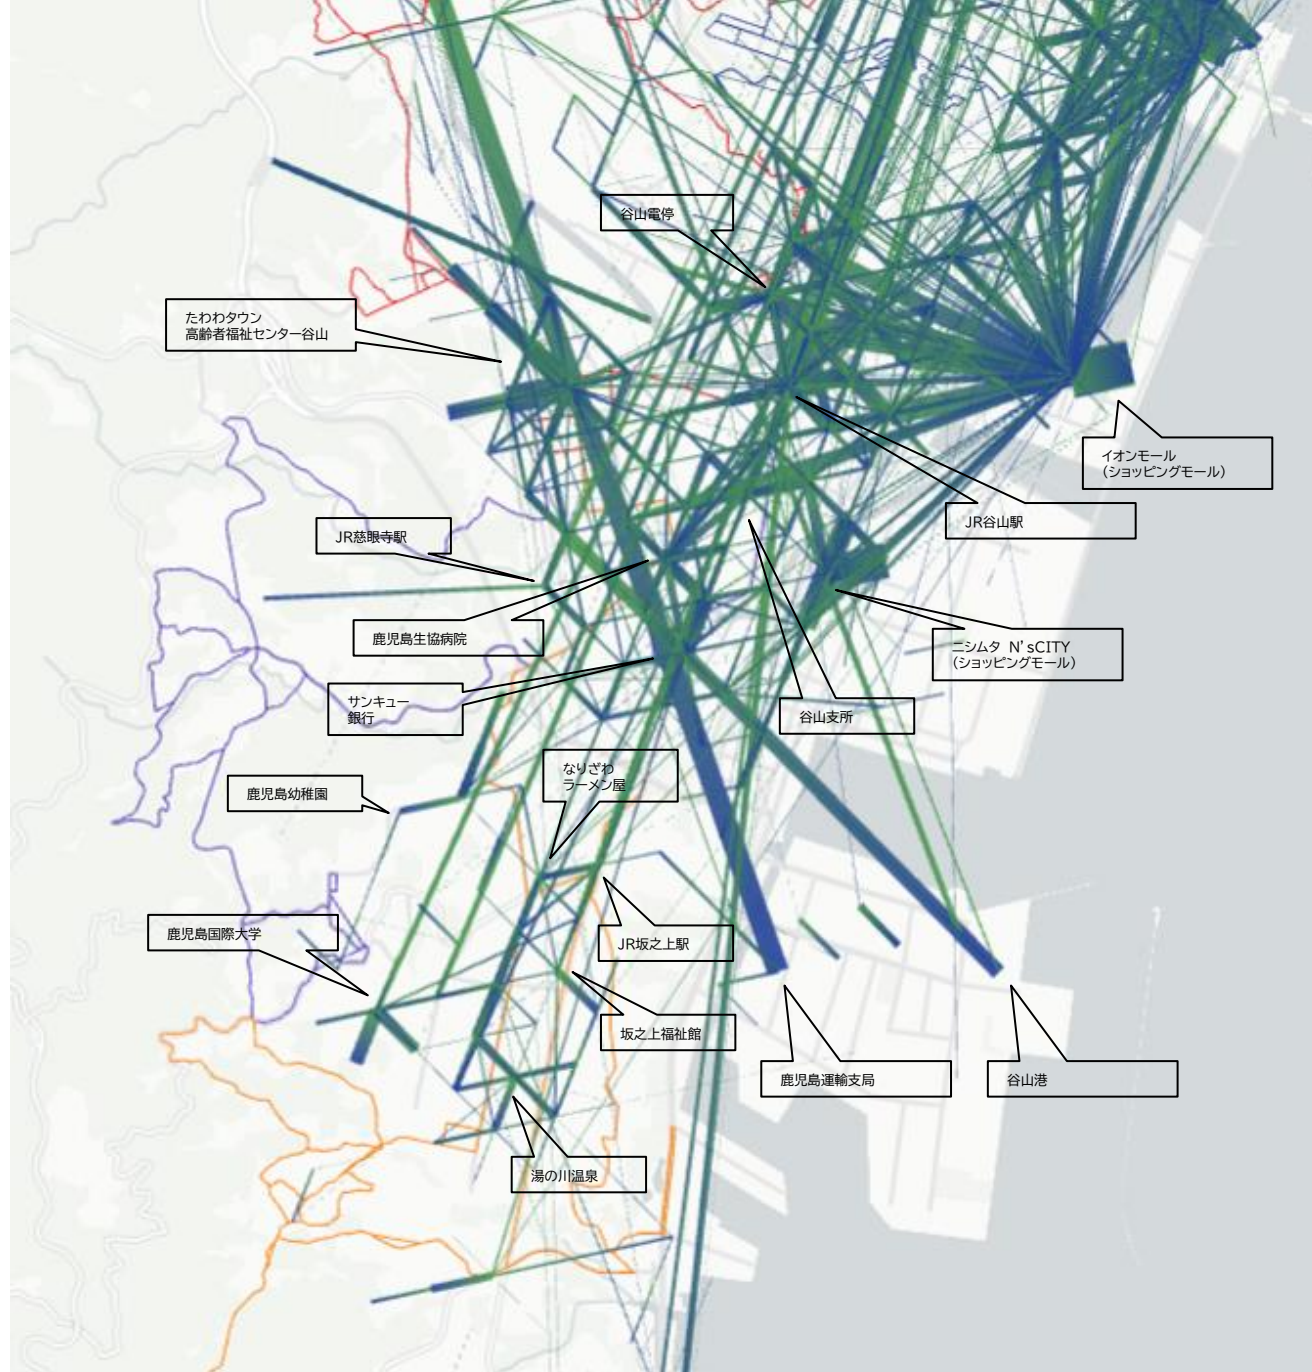 谷山電停
たわわタウン
高齢者福祉センター谷山
イオンモール
（ショッピングモール）
JR谷山駅
JR慈眼寺駅
鹿児島生協病院
ニシムタ N'sCITY
（ショッピングモール）
サンキュー
銀行
谷山支所
なりざわ
ラーメン屋
鹿児島幼稚園
鹿児島国際大学
JR坂之上駅
坂之上福祉館
鹿児島運輸支局
谷山港
湯の川温泉